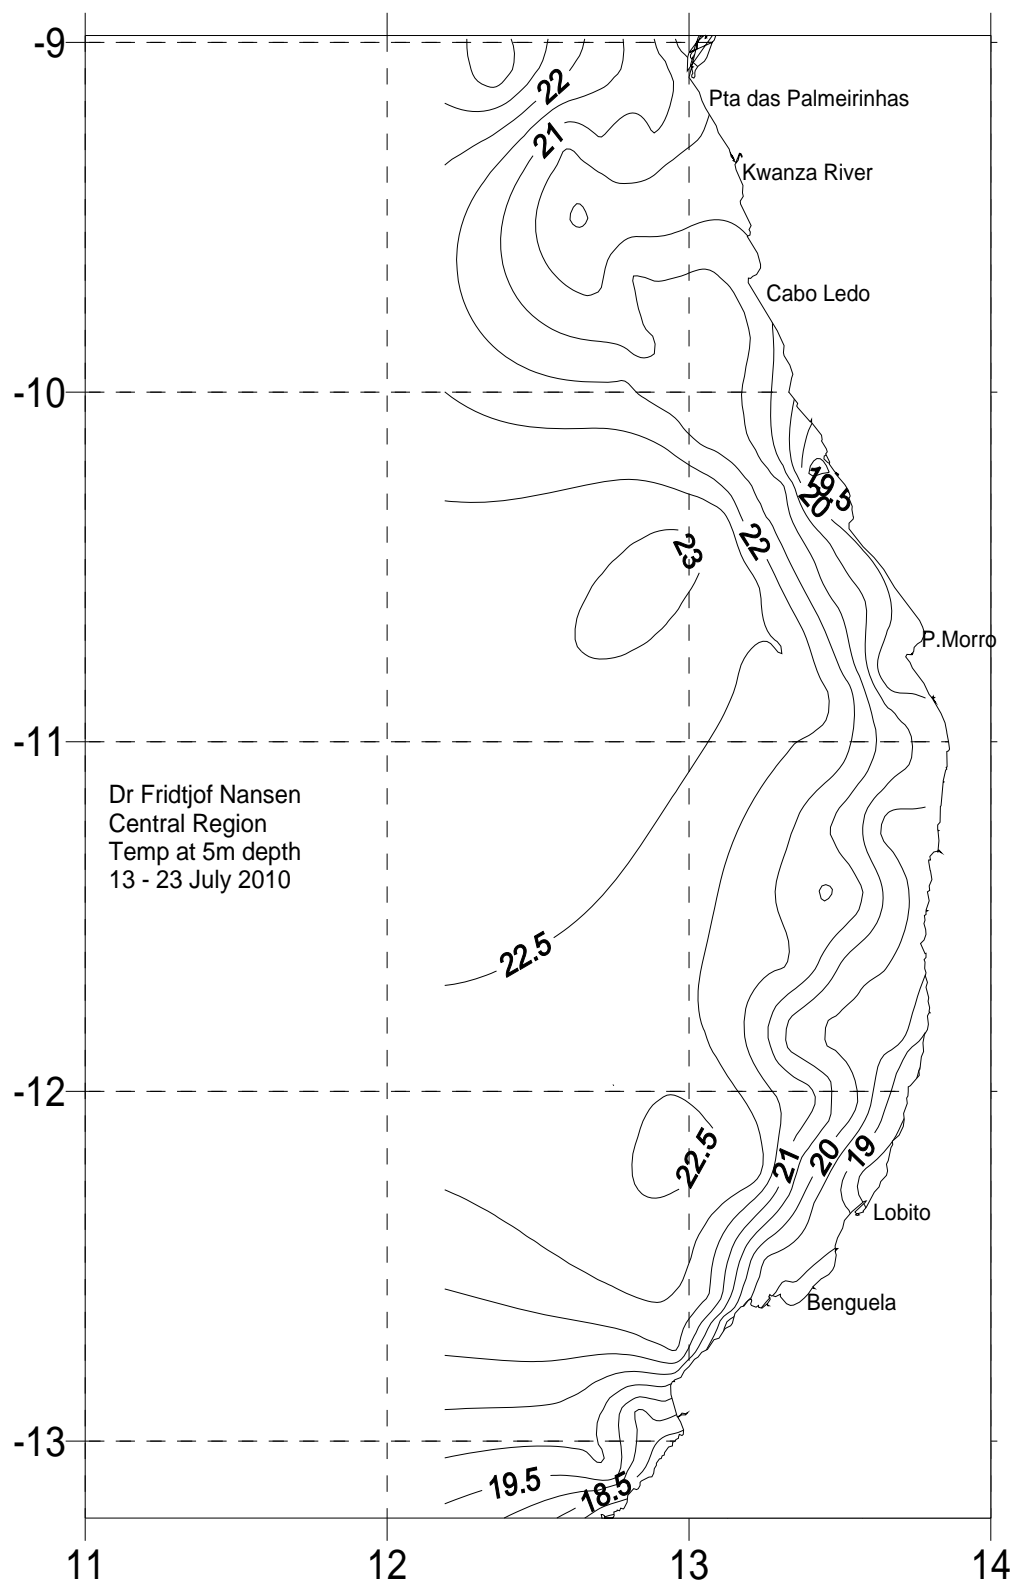 -9
22
Pta das Palmeirinhas
21
Kwanza River
Cabo Ledo
-10
19.5
20
22
23
P.Morro
-11
Dr Fridtjof Nansen
Central Region
Temp at 5m depth
13 - 23 July 2010
22.5
-12
22.5
21
20
19
Lobito
Benguela
-13
19.5
18.5
11
12
13
14